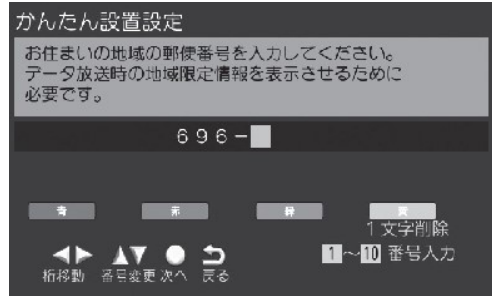 かんたん設置設定
お住まいの地域の郵便番号を入力してください。
データ放送時の地域限定情報を表示させるために
必要です。
696-
青 赤 緑 黄
1文字削除
◀▶ ▲▼ ● ⮌ 1～10 番号入力
桁移動 番号変更 次へ 戻る